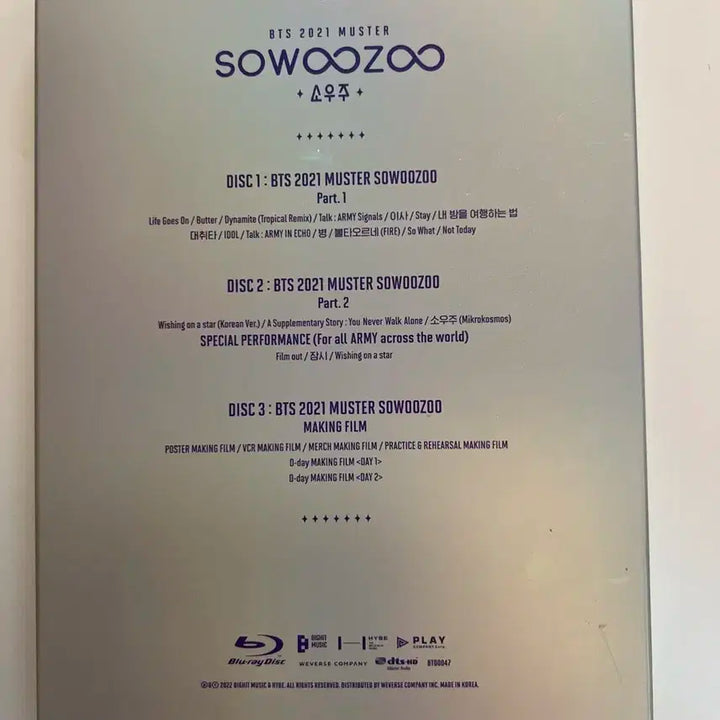 BTS 2021 MUSTER
SOWOOZOO
소우주
DISC 1 : BTS 2021 MUSTER SOWOOZOO
Part. 1
Life Goes On / Butter / Dynamite (Tropical Remix) / Talk : ARMY Signals / 이사 / Stay / 내 방을 여행하는 법
대취타 / IDOL / Talk : ARMY IN ECHO / 병 / 불타오르네 (FIRE) / So What / Not Today
DISC 2 : BTS 2021 MUSTER SOWOOZOO
Part. 2
Wishing on a star (Korean Ver.) / A Supplementary Story : You Never Walk Alone / 소우주 (Mikrokosmos)
SPECIAL PERFORMANCE (For all ARMY across the world)
Film out / 잠시 / Wishing on a star
DISC 3 : BTS 2021 MUSTER SOWOOZOO
MAKING FILM
POSTER MAKING FILM / VCR MAKING FILM / MERCH MAKING FILM / PRACTICE & REHEARSAL MAKING FILM
D-day MAKING FILM <DAY 1>
D-day MAKING FILM <DAY 2>
Blu-ray Disc BIGHIT MUSIC HYBE PLAY COMPANY
WEVERSE COMPANY dts-HD Master Audio BTD0047
℗© 2022 BIGHIT MUSIC & HYBE. ALL RIGHTS RESERVED. DISTRIBUTED BY WEVERSE COMPANY INC. MADE IN KOREA.